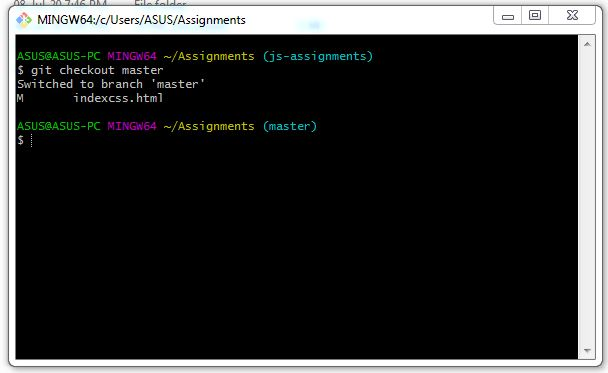 08-Jul-20 7:06 PM File folder
MINGW64:/c/Users/ASUS/Assignments
ASUS@ASUS-PC MINGW64 ~/Assignments (js-assignments)
$ git checkout master
Switched to branch 'master'
M indexcss.html
ASUS@ASUS-PC MINGW64 ~/Assignments (master)
$